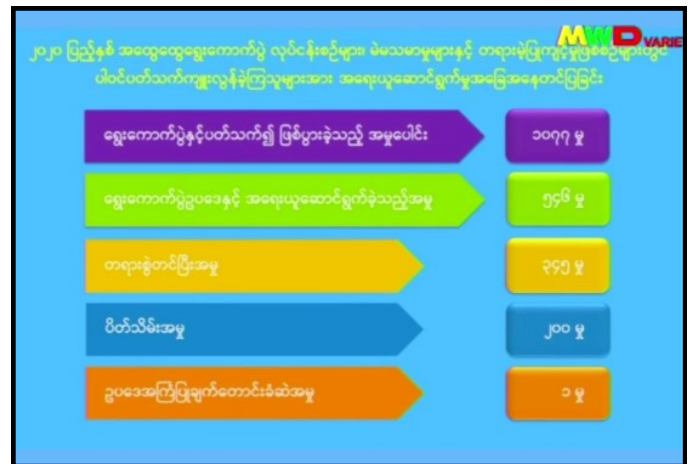 MWD VARIE
၂၀၂၀ ပြည့်နှစ် အထွေထွေရွေးကောက်ပွဲ လုပ်ငန်းစဉ်များ၊ မဲမသမာမှုများနှင့် တရားမဲ့ပြုကျင့်မှုဖြစ်စဉ်များတွင်
ပါဝင်ပတ်သက်ကျူးလွန်ခဲ့ကြသူများအား အရေးယူဆောင်ရွက်မှုအခြေအနေတင်ပြခြင်း
ရွေးကောက်ပွဲနှင့်ပတ်သက်၍ ဖြစ်ပွားခဲ့သည့် အမှုပေါင်း ၁၀၇၇ မှု
ရွေးကောက်ပွဲဥပဒေနှင့် အရေးယူဆောင်ရွက်ခဲ့သည့်အမှု ၅၄၆ မှု
တရားစွဲတင်ပြီးအမှု ၃၄၅ မှု
ပိတ်သိမ်းအမှု ၂၀၀ မှု
ဥပဒေအကြံပြုချက်တောင်းခံဆဲအမှု ၁ မှု